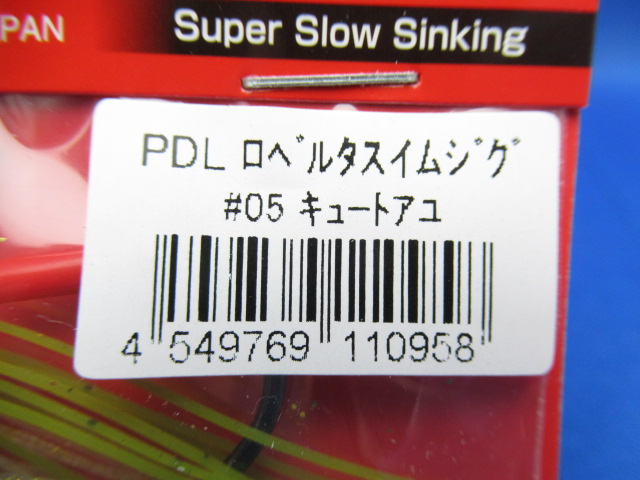 PAN
Super Slow Sinking
PDL ロベルタスイムジグ
#05 キュートアユ
4 549769 110958